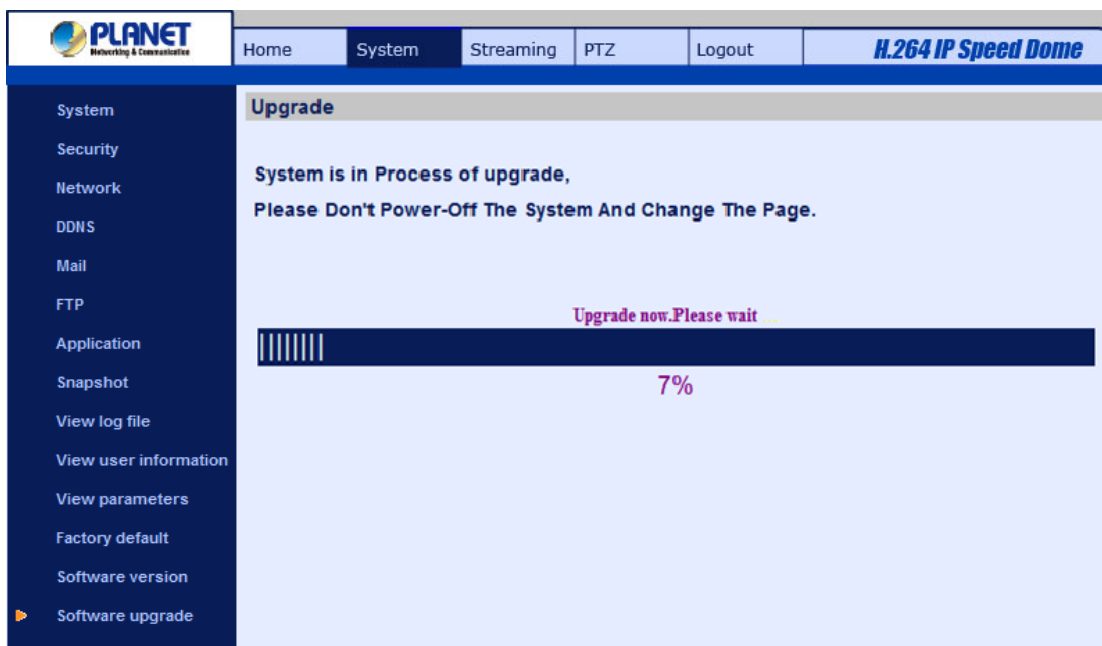 PLANET
Networking & Communication
Home System Streaming PTZ Logout H.264 IP Speed Dome
System
Security
Network
DDNS
Mail
FTP
Application
Snapshot
View log file
View user information
View parameters
Factory default
Software version
Software upgrade
Upgrade
System is in Process of upgrade,
Please Don't Power-Off The System And Change The Page.
Upgrade now.Please wait ...
7%